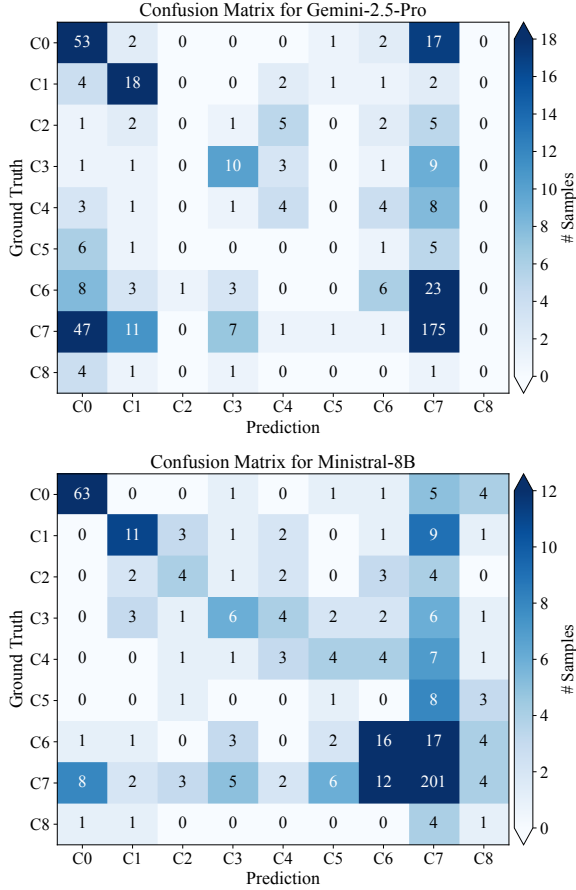 Confusion Matrix for Gemini-2.5-Pro
C0 53 2 0 0 0 1 2 17 0
C1 4 18 0 0 2 1 1 2 0
C2 1 2 0 1 5 0 2 5 0
C3 1 1 0 10 3 0 1 9 0
C4 3 1 0 1 4 0 4 8 0
C5 6 1 0 0 0 0 1 5 0
C6 8 3 1 3 0 0 6 23 0
C7 47 11 0 7 1 1 1 175 0
C8 4 1 0 1 0 0 0 1 0
C0 C1 C2 C3 C4 C5 C6 C7 C8
Prediction
Ground Truth
18
16
14
12
10
8
6
4
2
0
# Samples
Confusion Matrix for Ministral-8B
C0 63 0 0 1 0 1 1 5 4
C1 0 11 3 1 2 0 1 9 1
C2 0 2 4 1 2 0 3 4 0
C3 0 3 1 6 4 2 2 6 1
C4 0 0 1 1 3 4 4 7 1
C5 0 0 1 0 0 1 0 8 3
C6 1 1 0 3 0 2 16 17 4
C7 8 2 3 5 2 6 12 201 4
C8 1 1 0 0 0 0 0 4 1
C0 C1 C2 C3 C4 C5 C6 C7 C8
Prediction
Ground Truth
12
10
8
6
4
2
0
# Samples